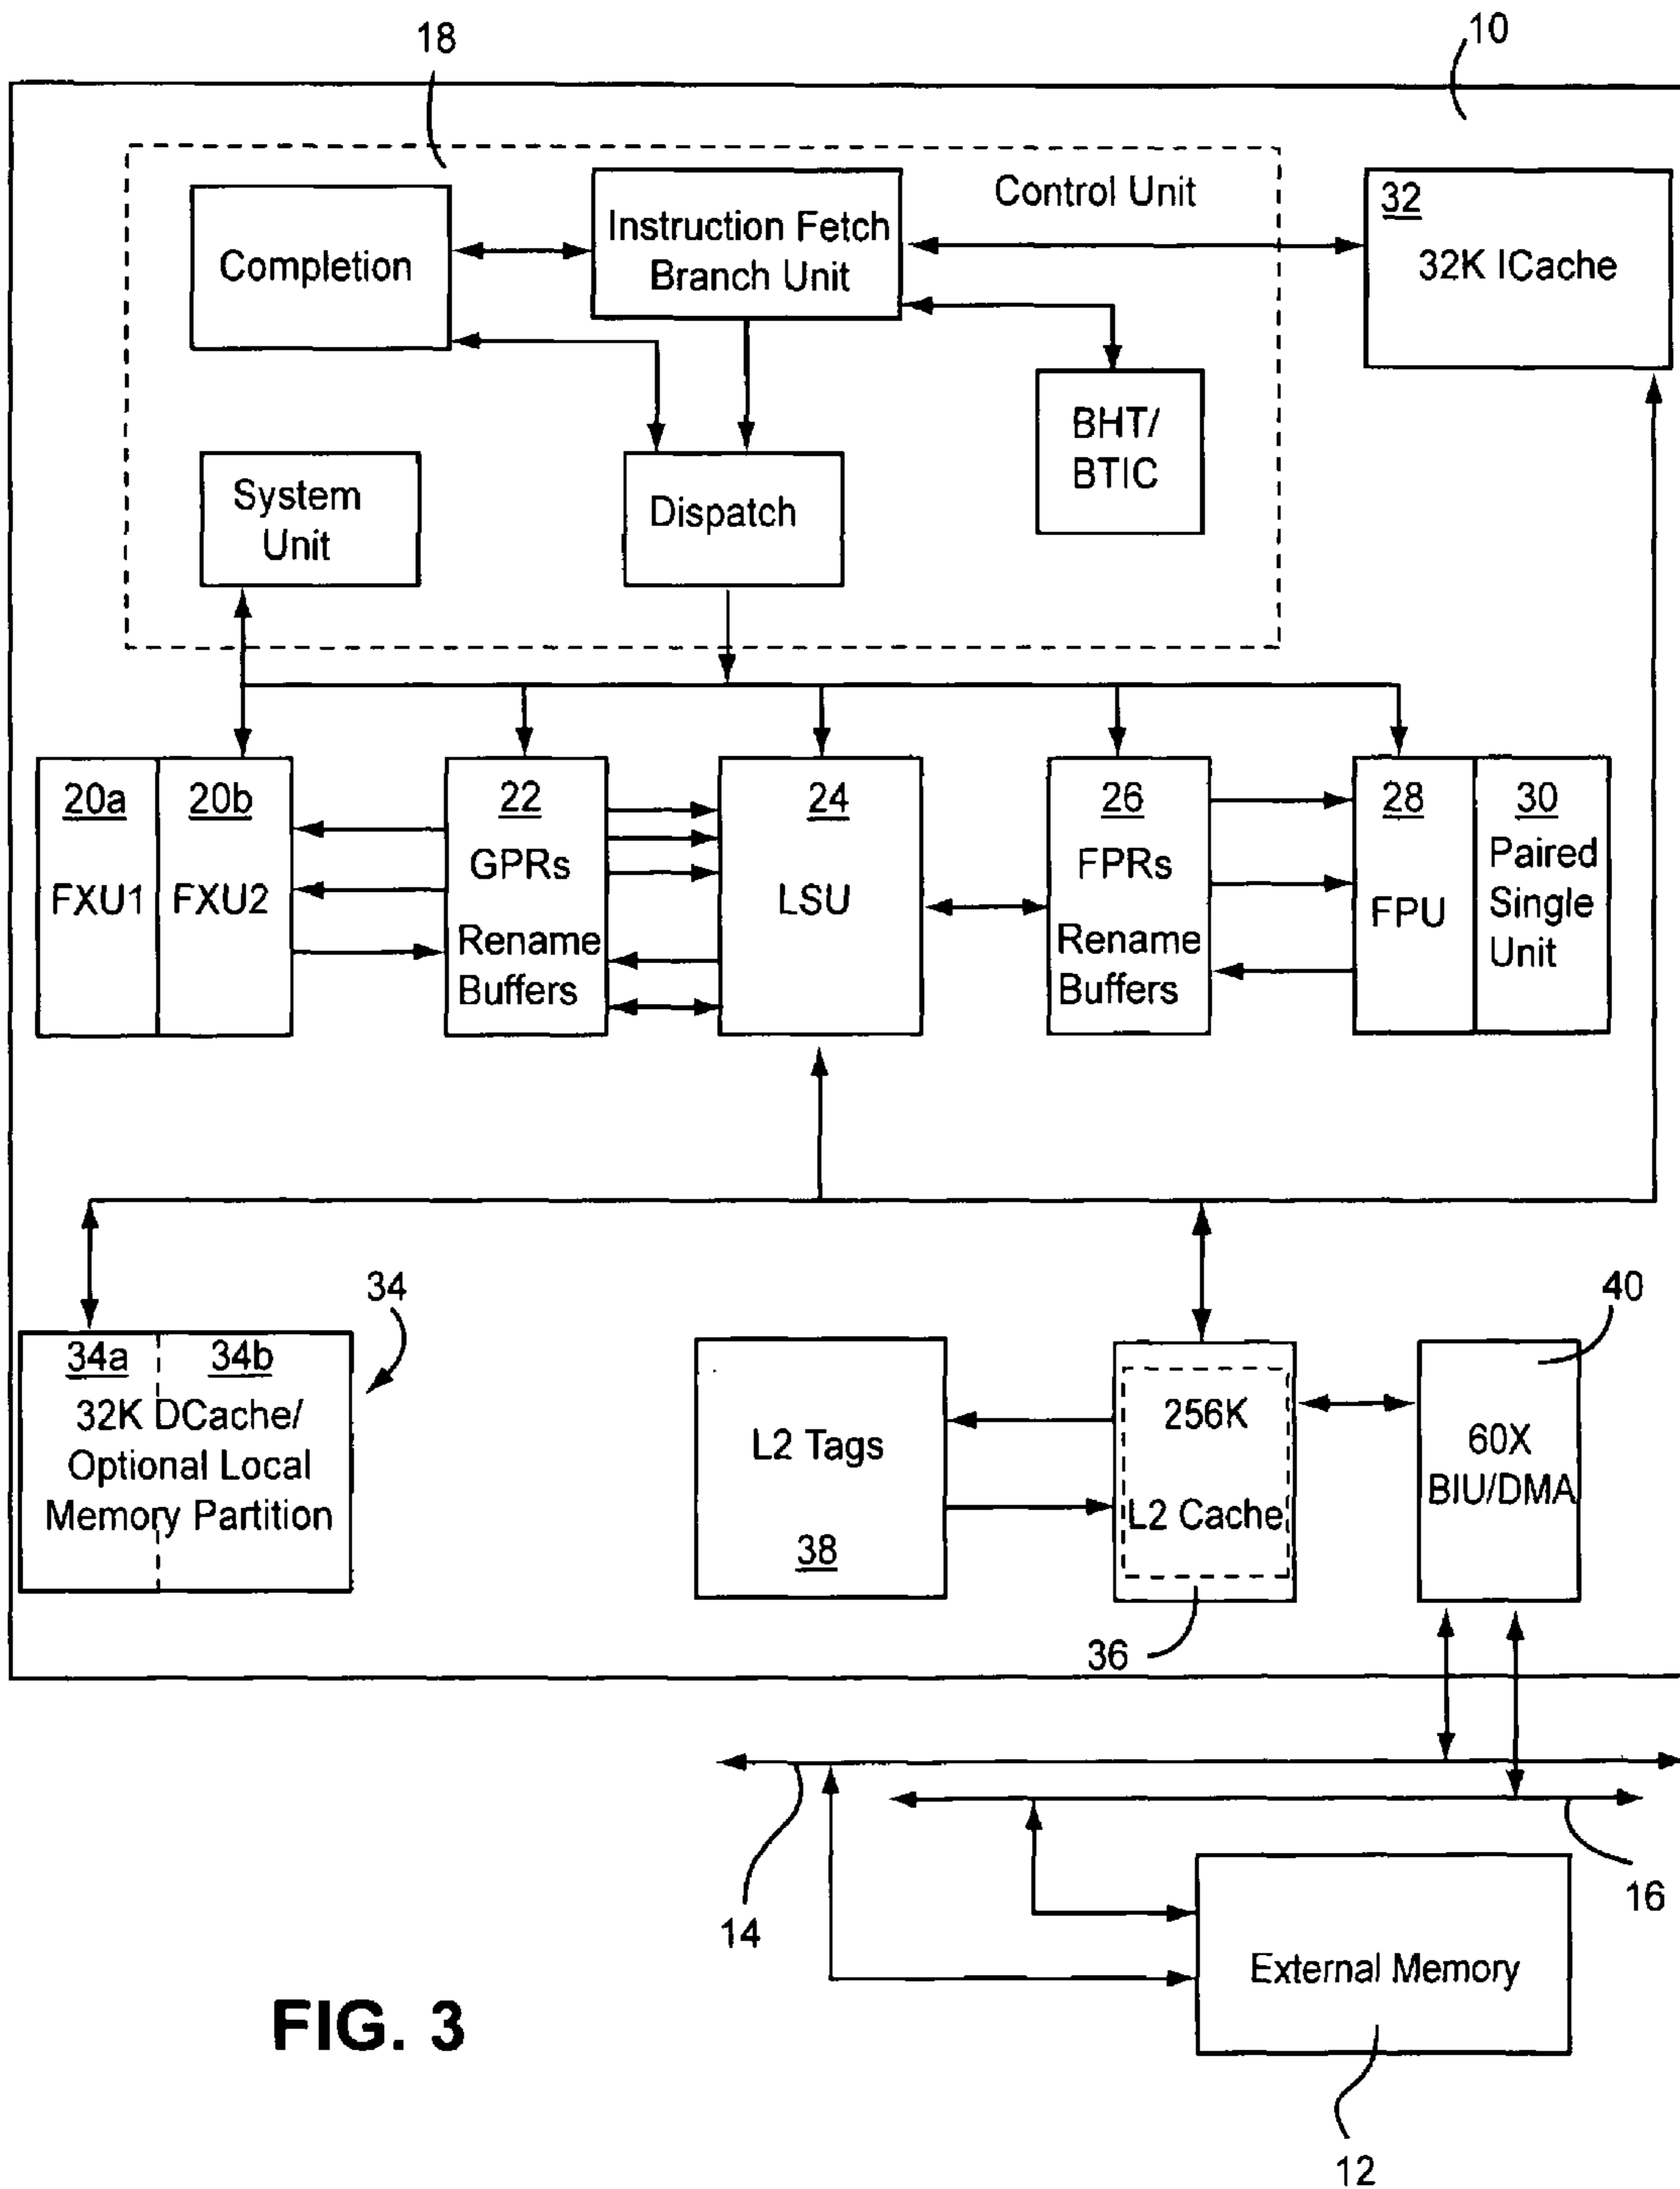 18
10
Control Unit
Completion
Instruction Fetch
Branch Unit
32
32K ICache
BHT/
BTIC
System
Unit
Dispatch
20a
FXU1
20b
FXU2
22
GPRs
Rename
Buffers
24
LSU
26
FPRs
Rename
Buffers
28
FPU
30
Paired
Single
Unit
34
40
34a
34b
32K DCache/
Optional Local
Memory Partition
L2 Tags
38
256K
L2 Cache
36
60X
BIU/DMA
14
16
External Memory
12
FIG. 3